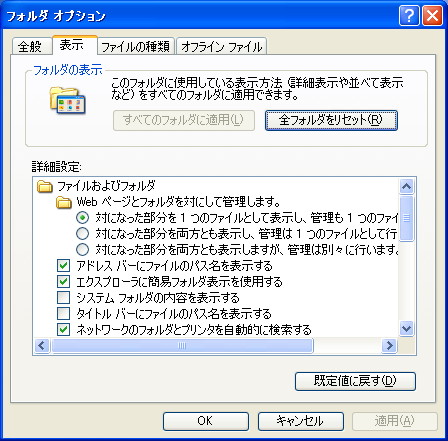 フォルダ オプション
全般
表示
ファイルの種類
オフライン ファイル
フォルダの表示
このフォルダに使用している表示方法 (詳細表示や並べて表示
など) をすべてのフォルダに適用できます。
すべてのフォルダに適用(L)
全フォルダをリセット(R)
詳細設定:
ファイルおよびフォルダ
Web ページとフォルダを対にして管理します。
対になった部分を 1 つのファイルとして表示し、管理も 1 つのファイ
対になった部分を両方とも表示し、管理は 1 つのファイルとして行
対になった部分を両方とも表示しますが、管理は別々に行います。
アドレス バーにファイルのパス名を表示する
エクスプローラに簡易フォルダ表示を使用する
システム フォルダの内容を表示する
タイトル バーにファイルのパス名を表示する
ネットワークのフォルダとプリンタを自動的に検索する
既定値に戻す(D)
OK
キャンセル
適用(A)